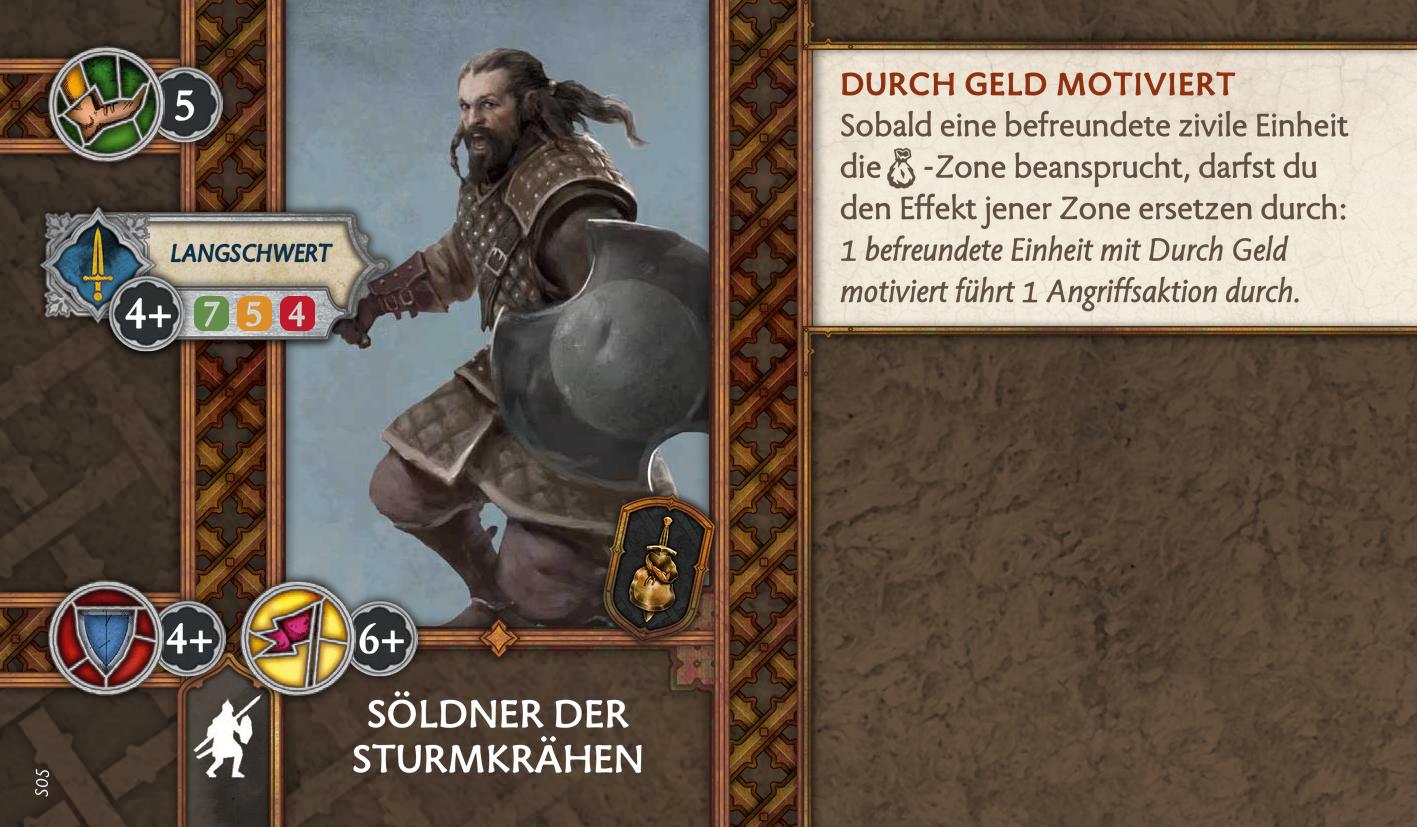 5
LANGSCHWERT
4+ 7 5 4
4+
6+
SÖLDNER DER
STURMKRÄHEN
S05
DURCH GELD MOTIVIERT
Sobald eine befreundete zivile Einheit
die -Zone beansprucht, darfst du
den Effekt jener Zone ersetzen durch:
1 befreundete Einheit mit Durch Geld
motiviert führt 1 Angriffsaktion durch.